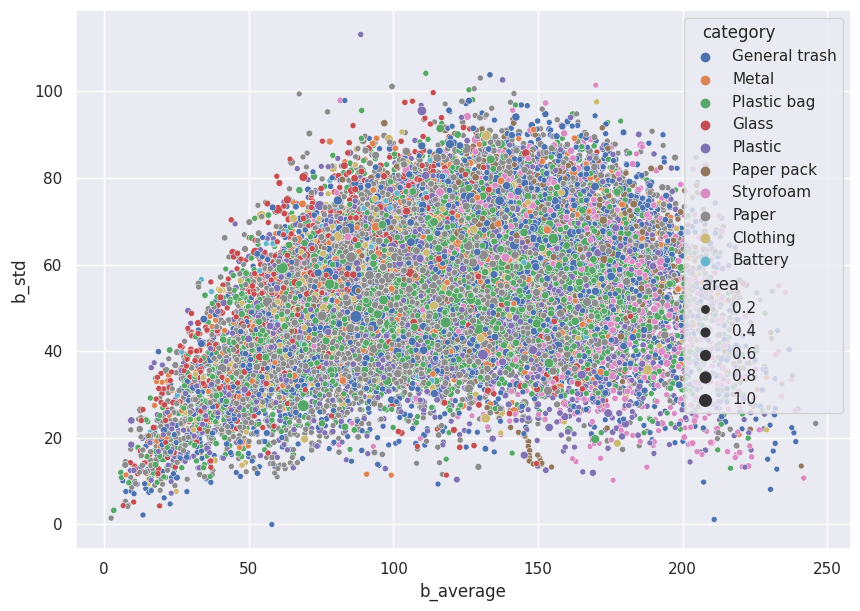 category
General trash
Metal
Plastic bag
Glass
Plastic
Paper pack
Styrofoam
Paper
Clothing
Battery
area
0.2
0.4
0.6
0.8
1.0
b_std
100
80
60
40
20
0
0 50 100 150 200 250
b_average